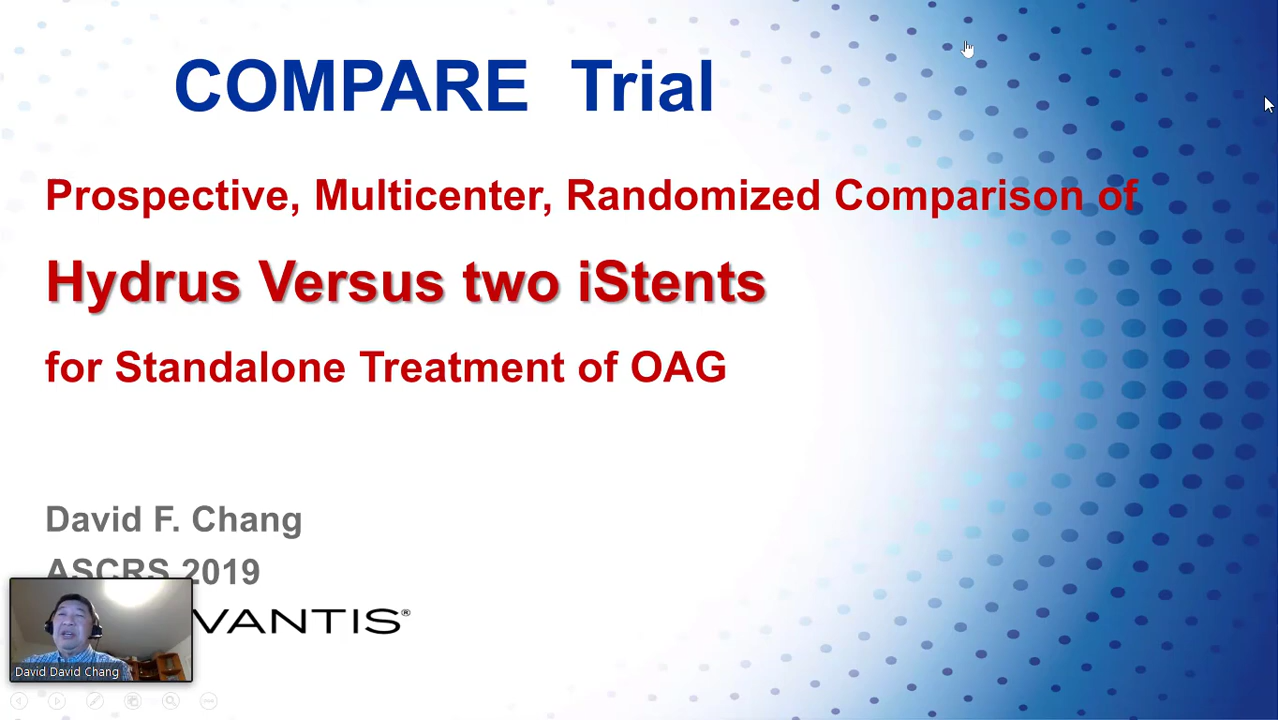 COMPARE Trial
Prospective, Multicenter, Randomized Comparison of
Hydrus Versus two iStents
for Standalone Treatment of OAG
David F. Chang
ASCRS 2019
VANTIS®
David David Chang